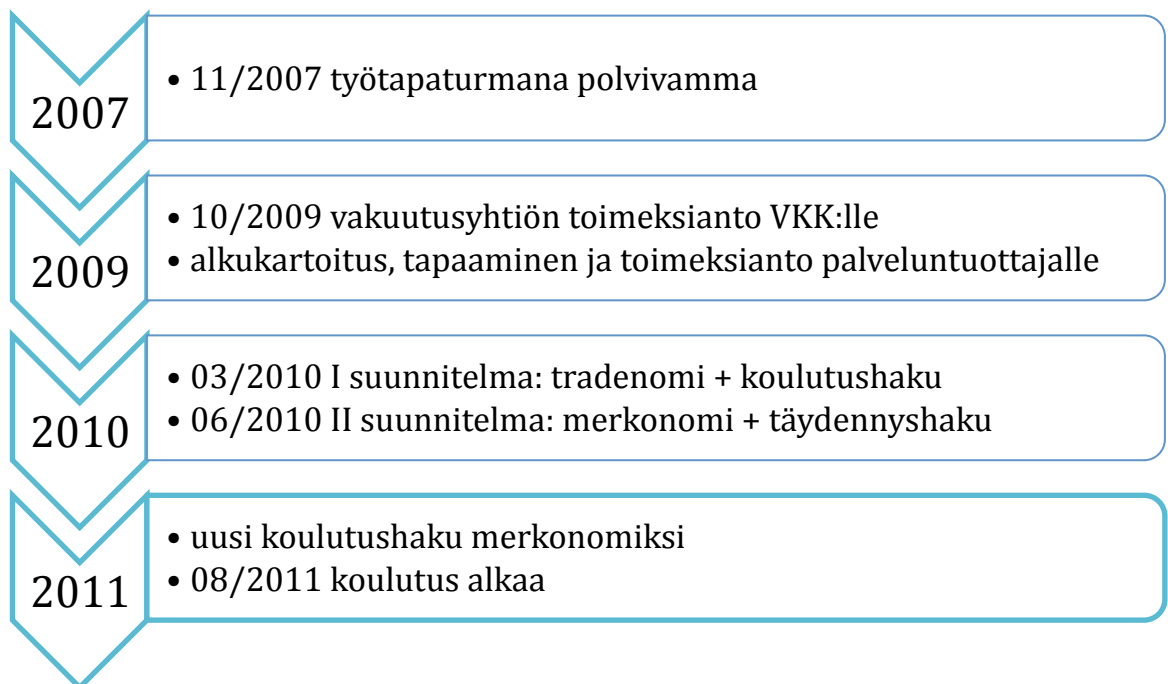 2007
• 11/2007 työtapaturmana polvivamma
2009
• 10/2009 vakuutusyhtiön toimeksianto VKK:lle
• alkukartoitus, tapaaminen ja toimeksianto palveluntuottajalle
2010
• 03/2010 I suunnitelma: tradenomi + koulutushaku
• 06/2010 II suunnitelma: merkonomi + täydennyshaku
2011
• uusi koulutushaku merkonomiksi
• 08/2011 koulutus alkaa